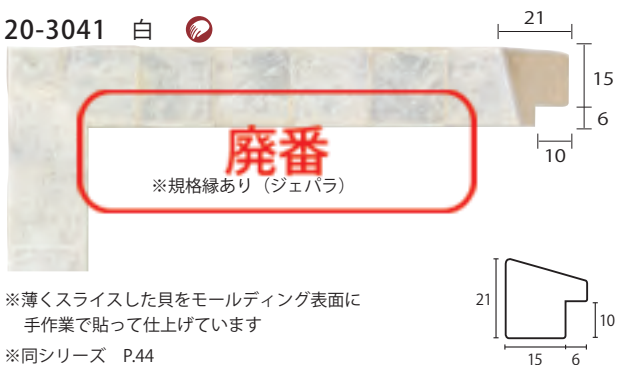 20-3041 白
21
15
6
10
廃番
※規格縁あり（ジェパラ）
※薄くスライスした貝をモールディング表面に
手作業で貼って仕上げています
※同シリーズ P.44
21
10
15 6